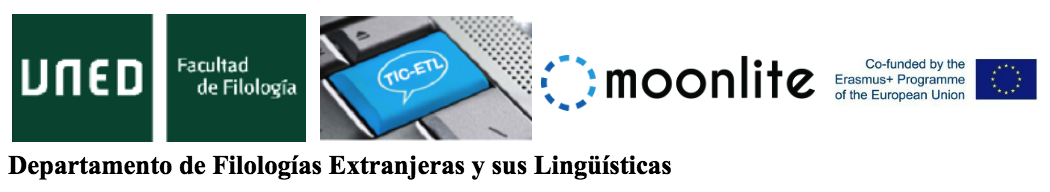 UNED
Facultad
de Filología
TIC-ETL
moonlite
Co-funded by the
Erasmus+ Programme
of the European Union
Departamento de Filologías Extranjeras y sus Lingüísticas